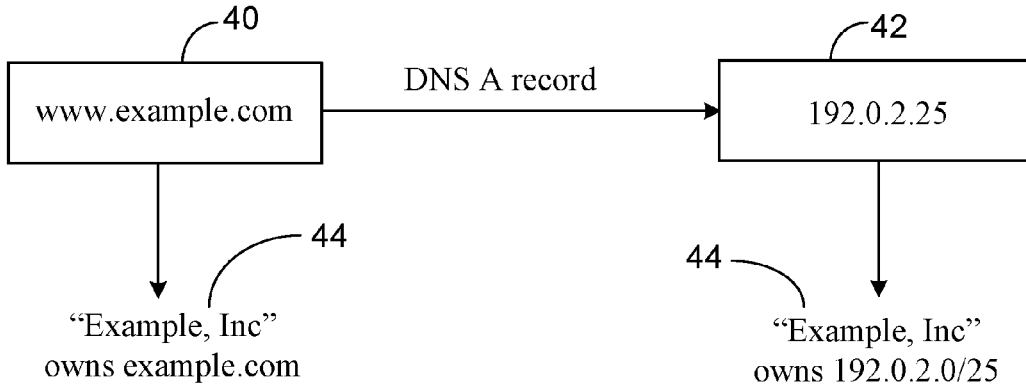 40
42
www.example.com
DNS A record
192.0.2.25
44
44
“Example, Inc”
owns example.com
“Example, Inc”
owns 192.0.2.0/25